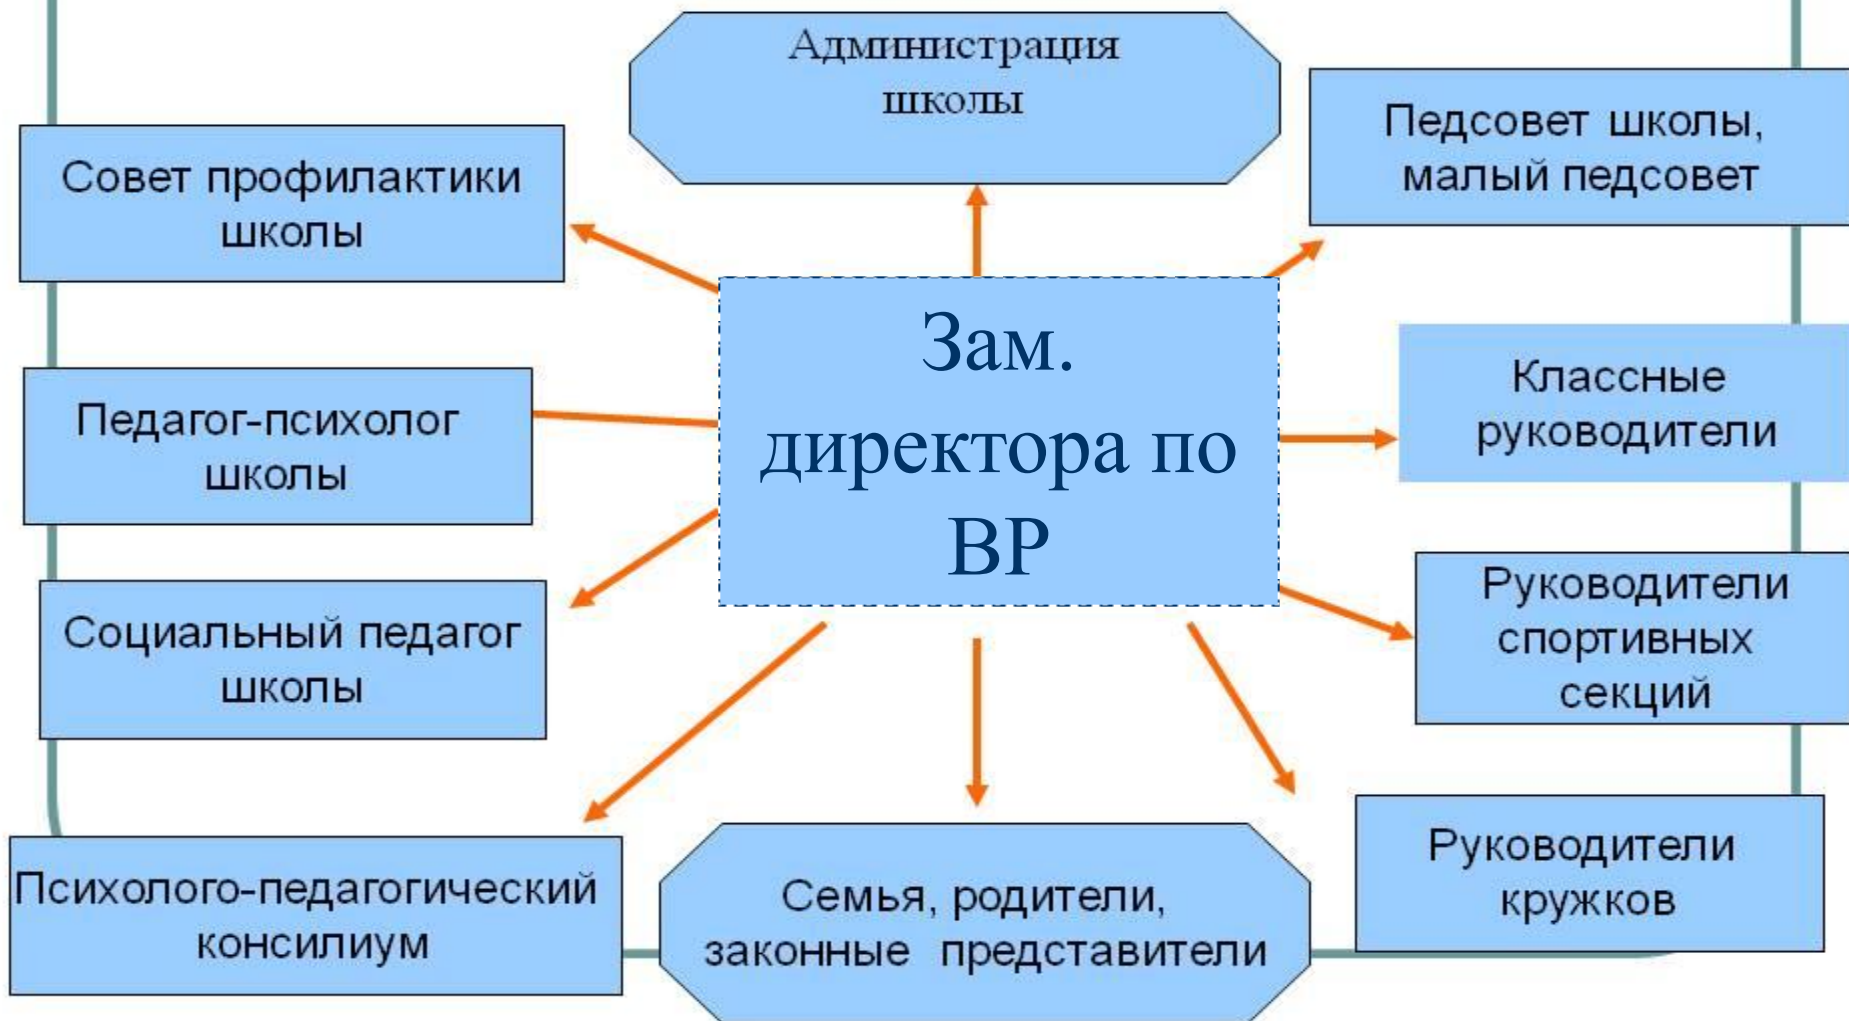 Администрация
школы
Педсовет школы,
малый педсовет
Совет профилактики
школы
Зам.
директора по
ВР
Классные
руководители
Педагог-психолог
школы
Руководители
спортивных
секций
Социальный педагог
школы
Руководители
кружков
Психолого-педагогический
консилиум
Семья, родители,
законные представители